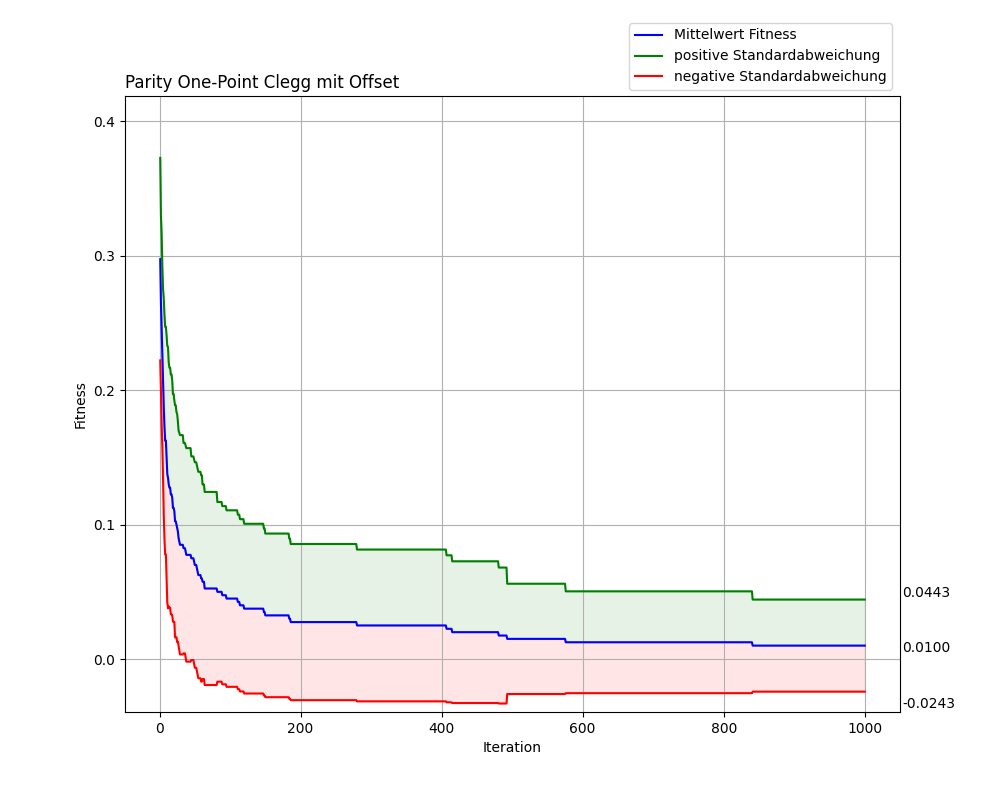 Mittelwert Fitness
positive Standardabweichung
negative Standardabweichung
Parity One-Point Clegg mit Offset
0.4
0.3
0.2
0.1
0.0
Fitness
0.0443
0.0100
-0.0243
0
200
400
600
800
1000
Iteration